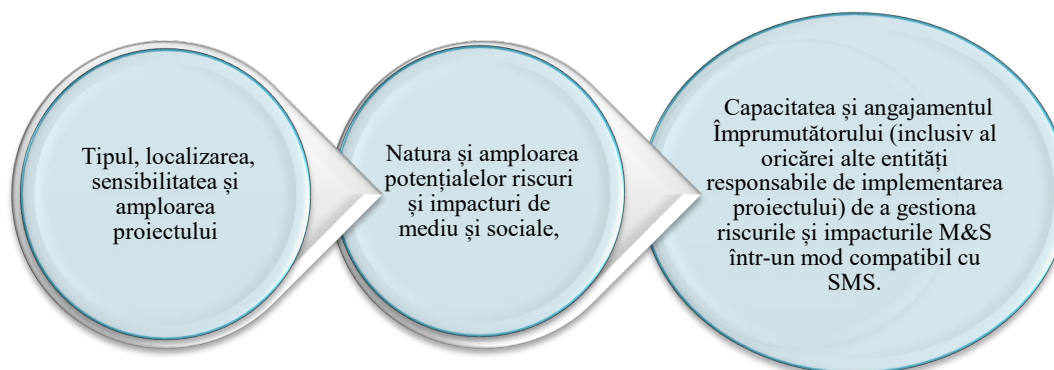 Tipul, localizarea,
sensibilitatea și
amploarea
proiectului
Natura și amploarea
potențialelor riscuri
și impacturi de
mediu și sociale,
Capacitatea și angajamentul
Împrumutătorului (inclusiv al
oricărei alte entități
responsabile de implementarea
proiectului) de a gestiona
riscurile și impacturile M&S
într-un mod compatibil cu
SMS.